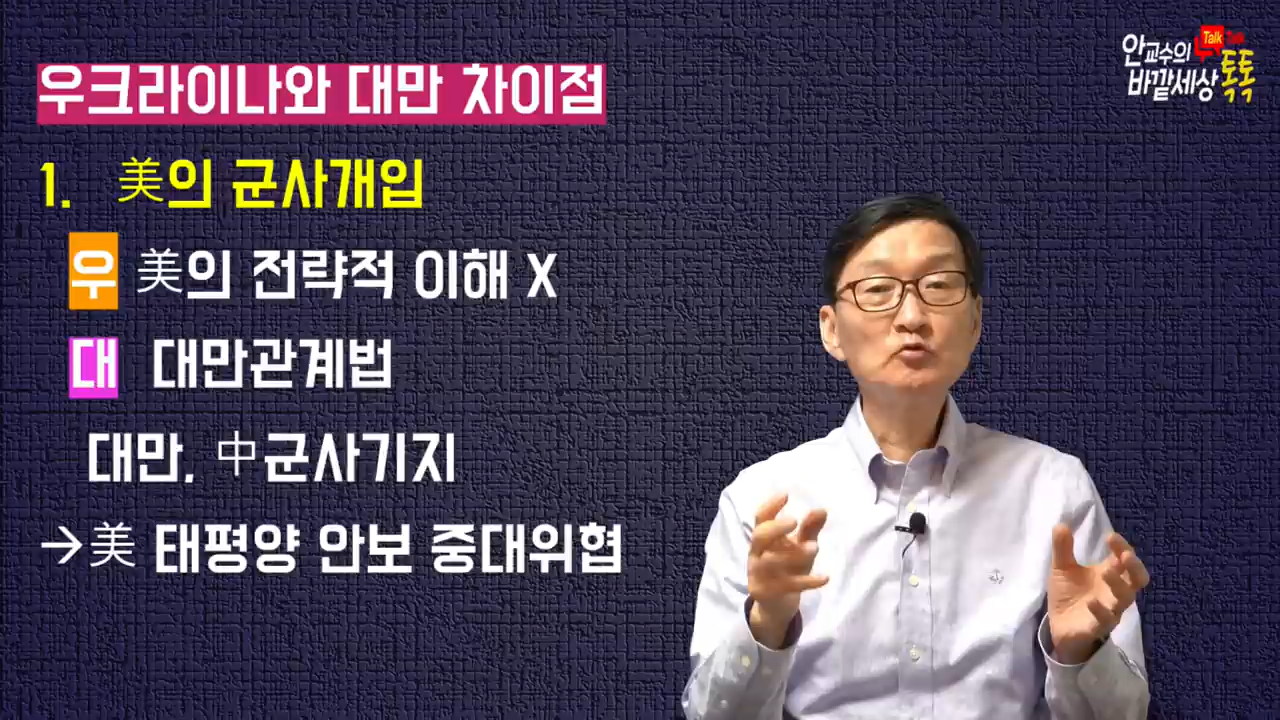 우크라이나와 대만 차이점
1. 美의 군사개입
우 美의 전략적 이해 X
대 대만관계법
대만, 中군사기지
→美 태평양 안보 중대위협
안교수의
바깥세상
Talk
톡톡